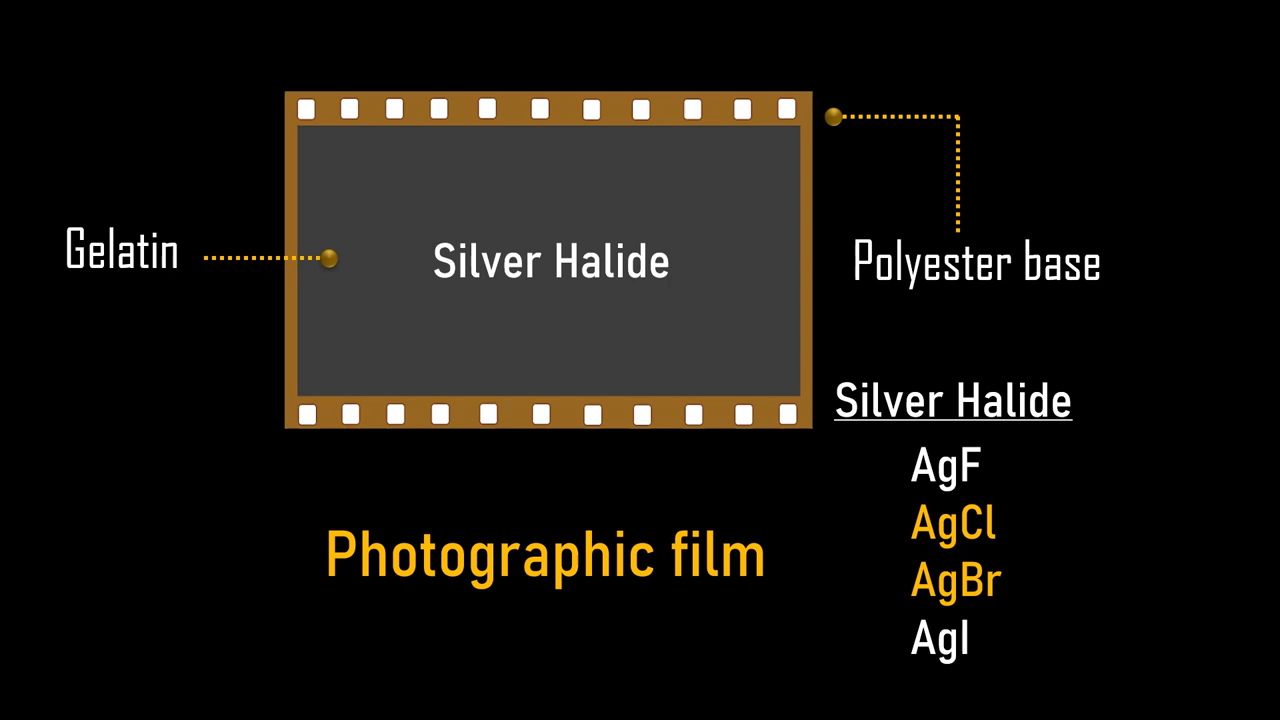 Gelatin
Silver Halide
Polyester base
Silver Halide
AgF
AgCl
AgBr
AgI
Photographic film